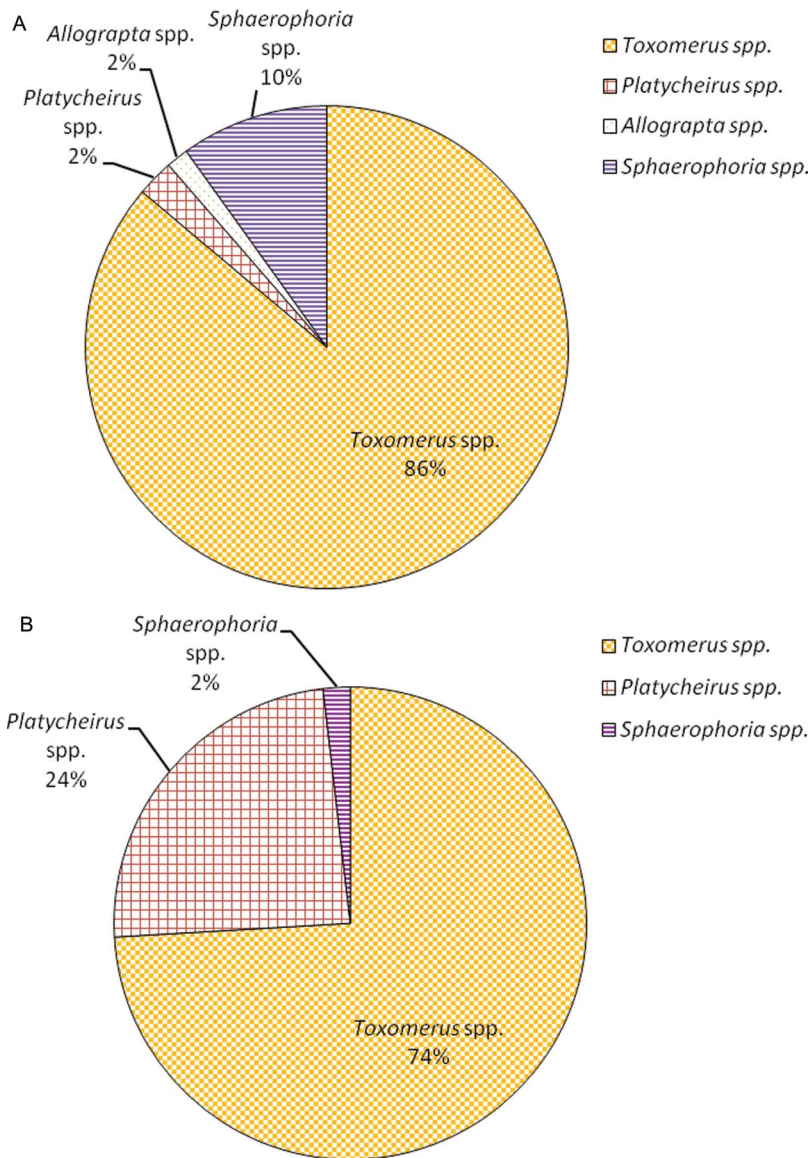 A
Allograpta spp.
2%
Sphaerophoria
spp.
10%
Platycheirus
spp.
2%
Toxomerus spp.
86%
Toxomerus spp.
Platycheirus spp.
Allograpta spp.
Sphaerophoria spp.
B
Sphaerophoria
spp.
2%
Platycheirus
spp.
24%
Toxomerus spp.
74%
Toxomerus spp.
Platycheirus spp.
Sphaerophoria spp.